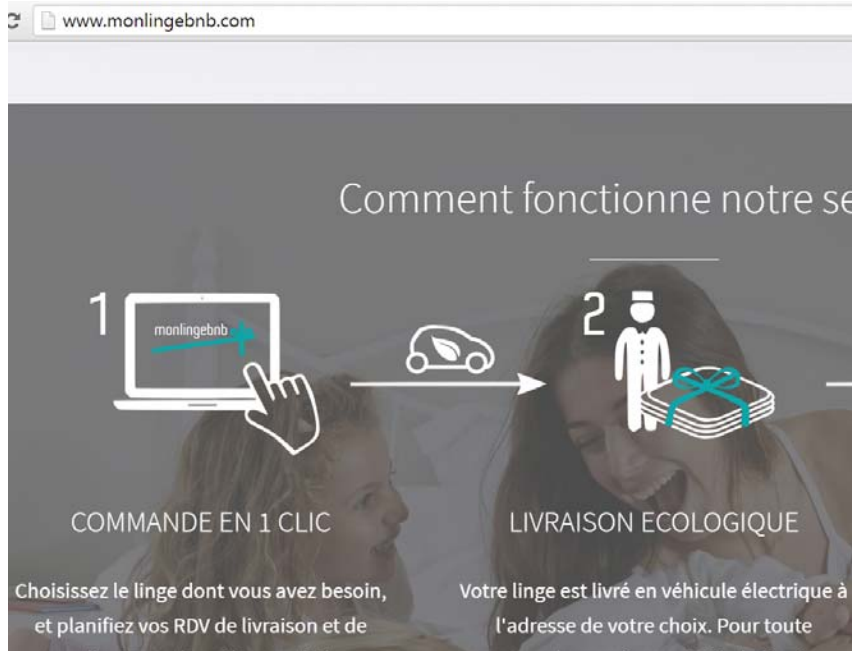 www.monlingebnb.com
Comment fonctionne notre se
1
monlingebnb
2
COMMANDE EN 1 CLIC
Choisissez le linge dont vous avez besoin,
et planifiez vos RDV de livraison et de
LIVRAISON ECOLOGIQUE
Votre linge est livré en véhicule électrique à
l'adresse de votre choix. Pour toute